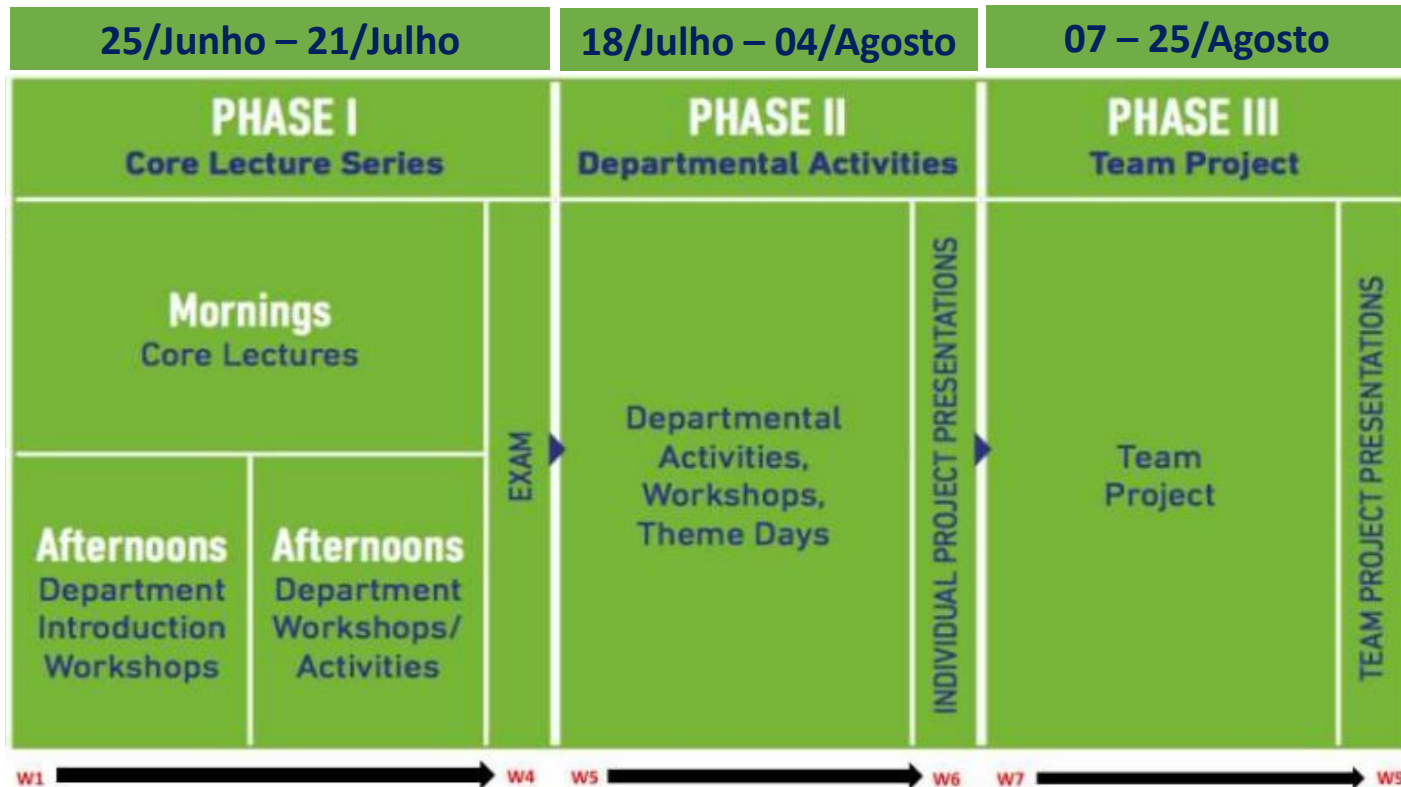 25/Junho – 21/Julho
18/Julho – 04/Agosto
07 – 25/Agosto
PHASE I
Core Lecture Series
PHASE II
Departmental Activities
PHASE III
Team Project
Mornings
Core Lectures
Afternoons
Department
Introduction
Workshops
Afternoons
Department
Workshops/
Activities
EXAM
Departmental
Activities,
Workshops,
Theme Days
INDIVIDUAL PROJECT PRESENTATIONS
Team
Project
TEAM PROJECT PRESENTATIONS
W1
W4
W5
W6
W7
W9